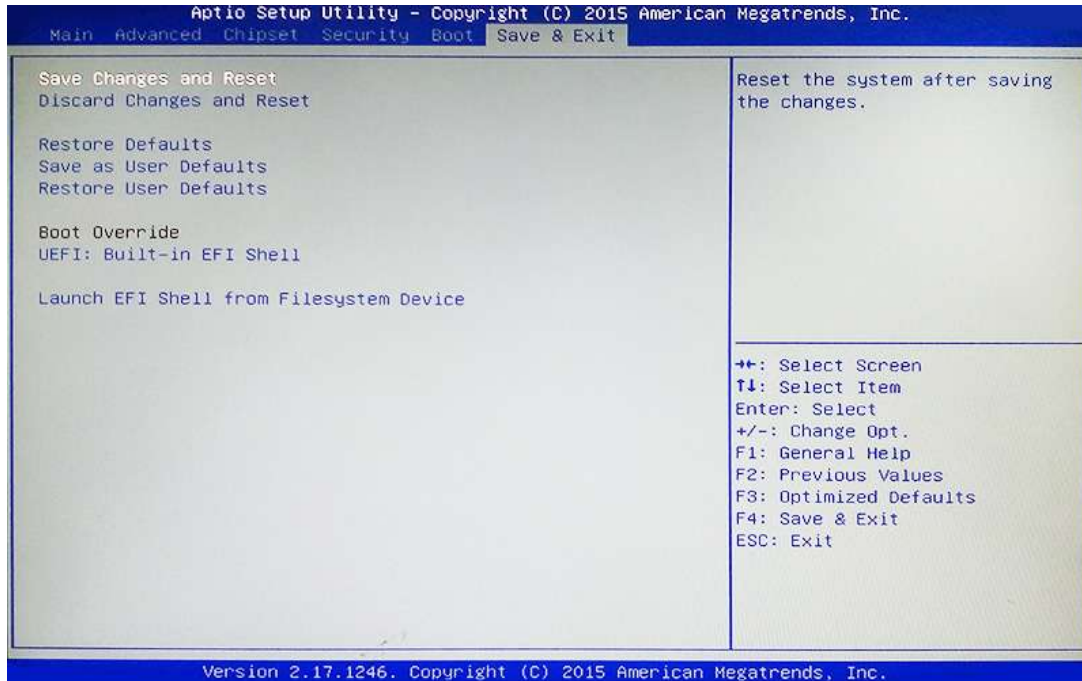 Aptio Setup Utility - Copyright (C) 2015 American Megatrends, Inc.
Main Advanced Chipset Security Boot Save & Exit
Save Changes and Reset
Discard Changes and Reset
Restore Defaults
Save as User Defaults
Restore User Defaults
Boot Override
UEFI: Built-in EFI Shell
Launch EFI Shell from Filesystem Device
Reset the system after saving
the changes.
→←: Select Screen
↑↓: Select Item
Enter: Select
+/-: Change Opt.
F1: General Help
F2: Previous Values
F3: Optimized Defaults
F4: Save & Exit
ESC: Exit
Version 2.17.1246. Copyright (C) 2015 American Megatrends, Inc.